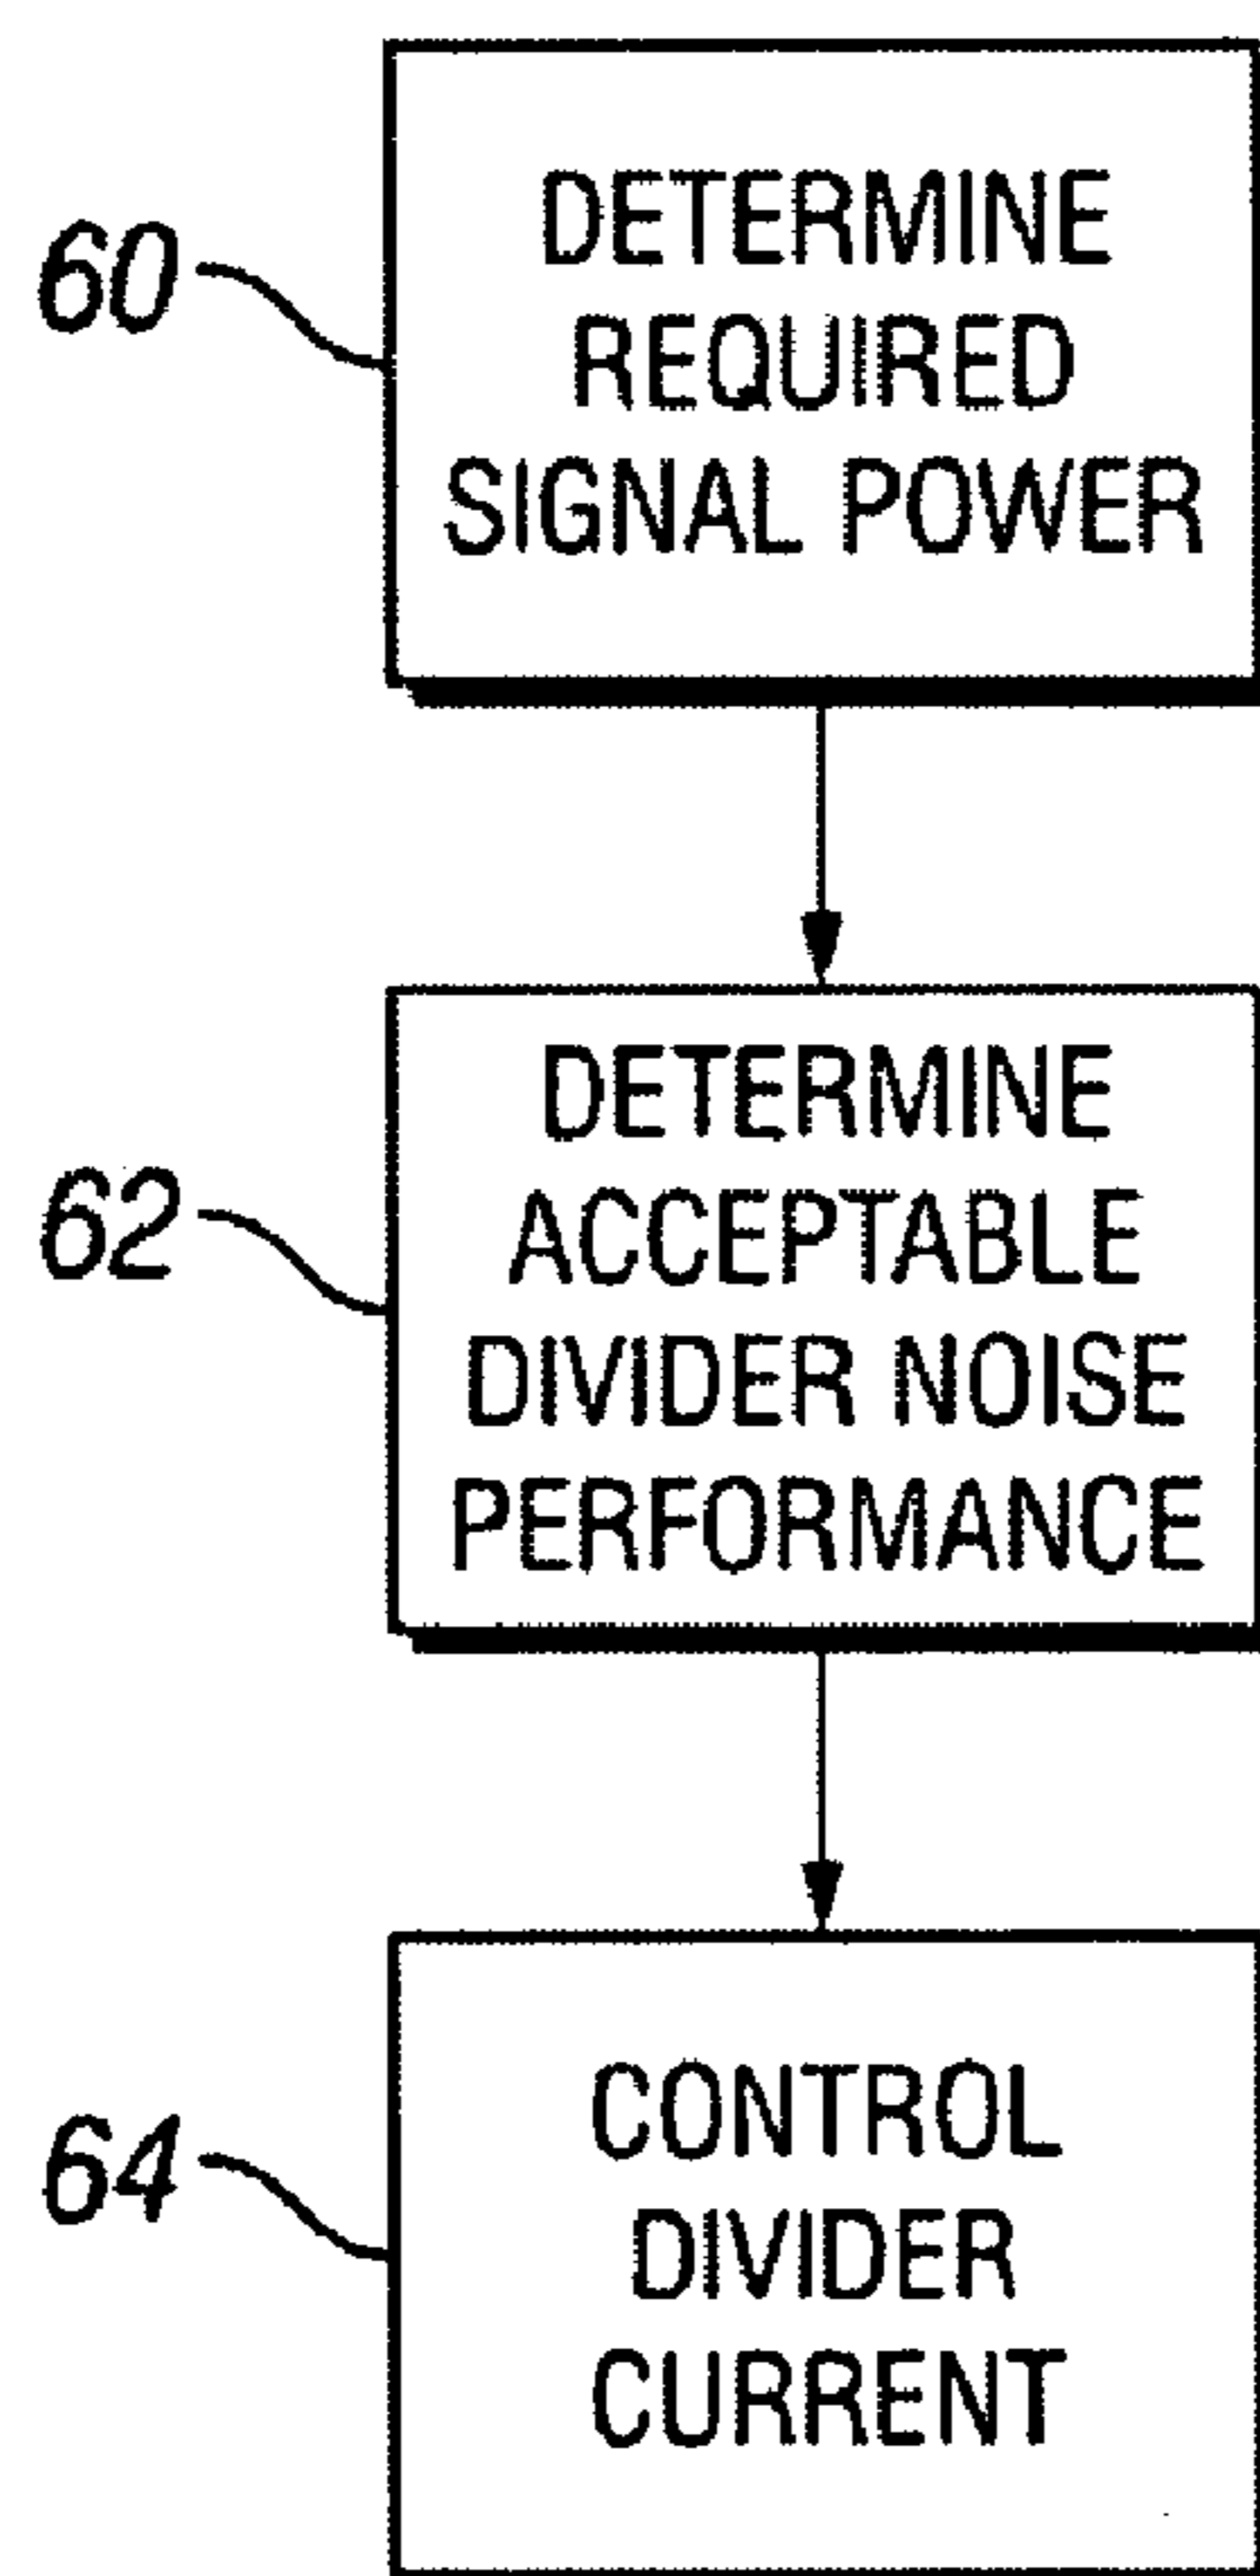 60
DETERMINE
REQUIRED
SIGNAL POWER
62
DETERMINE
ACCEPTABLE
DIVIDER NOISE
PERFORMANCE
64
CONTROL
DIVIDER
CURRENT